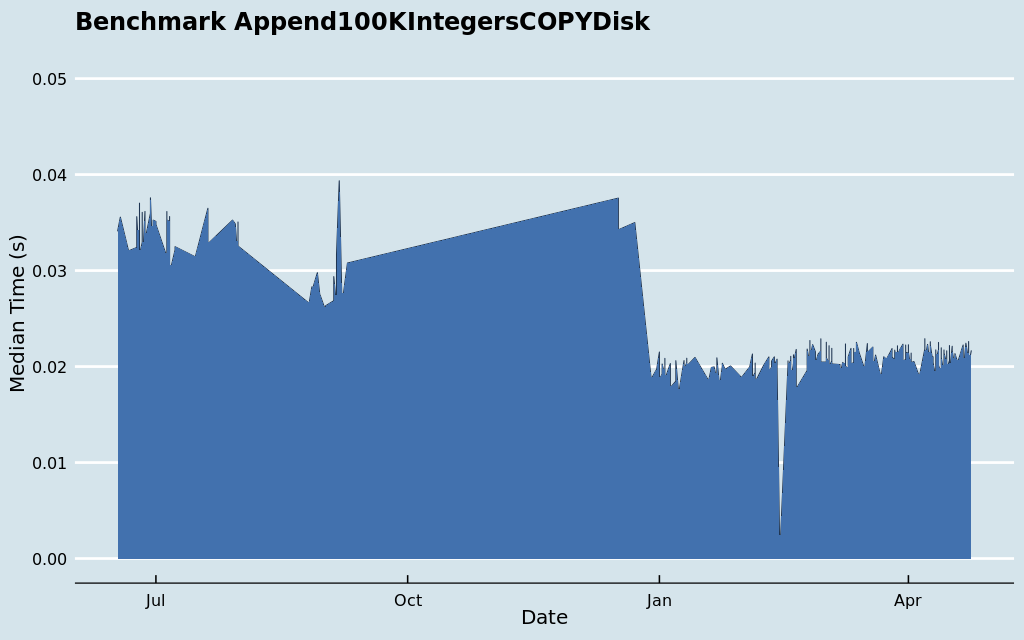 Benchmark Append100KIntegersCOPYDisk
0.05
0.04
0.03
0.02
0.01
0.00
Median Time (s)
Jul
Oct
Jan
Apr
Date